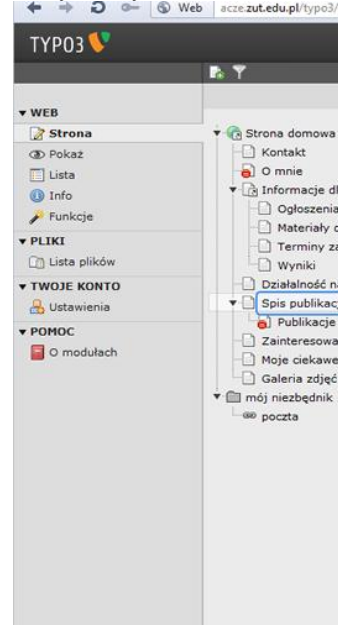 Web acze.zut.edu.pl/typo3/
TYPO3
WEB
Strona
Pokaż
Lista
Info
Funkcje
PLIKI
Lista plików
TWOJE KONTO
Ustawienia
POMOC
O modułach
Strona domowa
Kontakt
O mnie
Informacje dl
Ogłoszenia
Materiały d
Terminy za
Wyniki
Działalność na
Spis publikacj
Publikacje
Zainteresowa
Moje ciekawe
Galeria zdjęć
mój niezbędnik
poczta